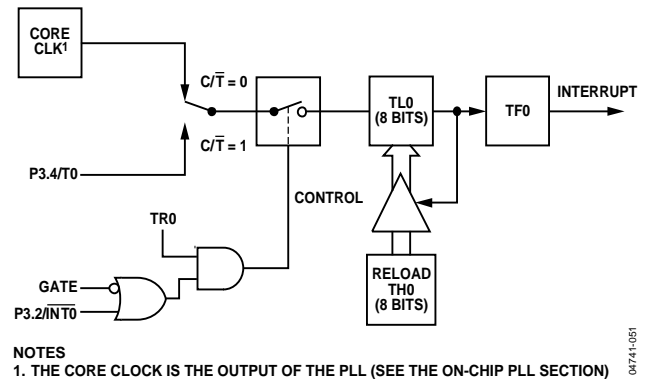 CORE
CLK¹
C/T̅ = 0
C/T̅ = 1
TL0
(8 BITS)
TF0
INTERRUPT
P3.4/T0
CONTROL
TR0
GATE
P3.2/I̅N̅T̅0̅
RELOAD
TH0
(8 BITS)
NOTES
1. THE CORE CLOCK IS THE OUTPUT OF THE PLL (SEE THE ON-CHIP PLL SECTION)
04741-051